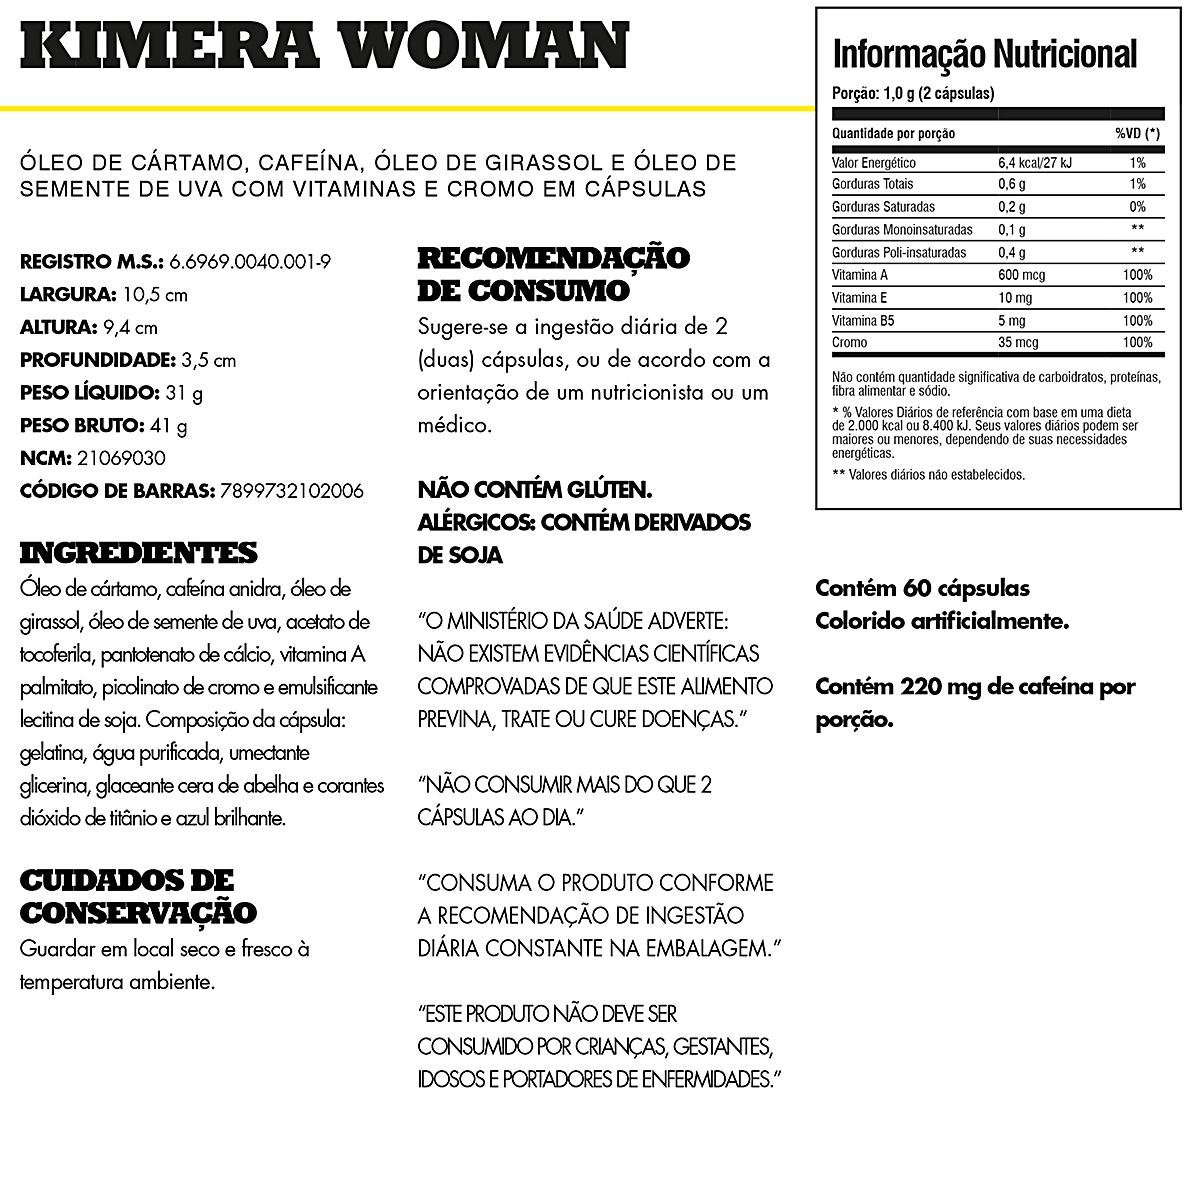 KIMERA WOMAN
ÓLEO DE CÁRTAMO, CAFEÍNA, ÓLEO DE GIRASSOL E ÓLEO DE
SEMENTE DE UVA COM VITAMINAS E CROMO EM CÁPSULAS
REGISTRO M.S.: 6.6969.0040.001-9
LARGURA: 10,5 cm
ALTURA: 9,4 cm
PROFUNDIDADE: 3,5 cm
PESO LÍQUIDO: 31 g
PESO BRUTO: 41 g
NCM: 21069030
CÓDIGO DE BARRAS: 7899732102006
INGREDIENTES
Óleo de cártamo, cafeína anidra, óleo de
girassol, óleo de semente de uva, acetato de
tocoferila, pantotenato de cálcio, vitamina A
palmitato, picolinato de cromo e emulsificante
lecitina de soja. Composição da cápsula:
gelatina, água purificada, umectante
glicerina, glaceante cera de abelha e corantes
dióxido de titânio e azul brilhante.
CUIDADOS DE
CONSERVAÇÃO
Guardar em local seco e fresco à
temperatura ambiente.
RECOMENDAÇÃO
DE CONSUMO
Sugere-se a ingestão diária de 2
(duas) cápsulas, ou de acordo com a
orientação de um nutricionista ou um
médico.
NÃO CONTÉM GLÚTEN.
ALÉRGICOS: CONTÉM DERIVADOS
DE SOJA
“O MINISTÉRIO DA SAÚDE ADVERTE:
NÃO EXISTEM EVIDÊNCIAS CIENTÍFICAS
COMPROVADAS DE QUE ESTE ALIMENTO
PREVINA, TRATE OU CURE DOENÇAS.”
“NÃO CONSUMIR MAIS DO QUE 2
CÁPSULAS AO DIA.”
“CONSUMA O PRODUTO CONFORME
A RECOMENDAÇÃO DE INGESTÃO
DIÁRIA CONSTANTE NA EMBALAGEM.”
“ESTE PRODUTO NÃO DEVE SER
CONSUMIDO POR CRIANÇAS, GESTANTES,
IDOSOS E PORTADORES DE ENFERMIDADES.”
Informação Nutricional
Porção: 1,0 g (2 cápsulas)
Quantidade por porção %VD (*)
Valor Energético 6,4 kcal/27 kJ 1%
Gorduras Totais 0,6 g 1%
Gorduras Saturadas 0,2 g 0%
Gorduras Monoinsaturadas 0,1 g **
Gorduras Poli-insaturadas 0,4 g **
Vitamina A 600 mcg 100%
Vitamina E 10 mg 100%
Vitamina B5 5 mg 100%
Cromo 35 mcg 100%
Não contém quantidade significativa de carboidratos, proteínas,
fibra alimentar e sódio.
* % Valores Diários de referência com base em uma dieta
de 2.000 kcal ou 8.400 kJ. Seus valores diários podem ser
maiores ou menores, dependendo de suas necessidades
energéticas.
** Valores diários não estabelecidos.
Contém 60 cápsulas
Colorido artificialmente.
Contém 220 mg de cafeína por
porção.